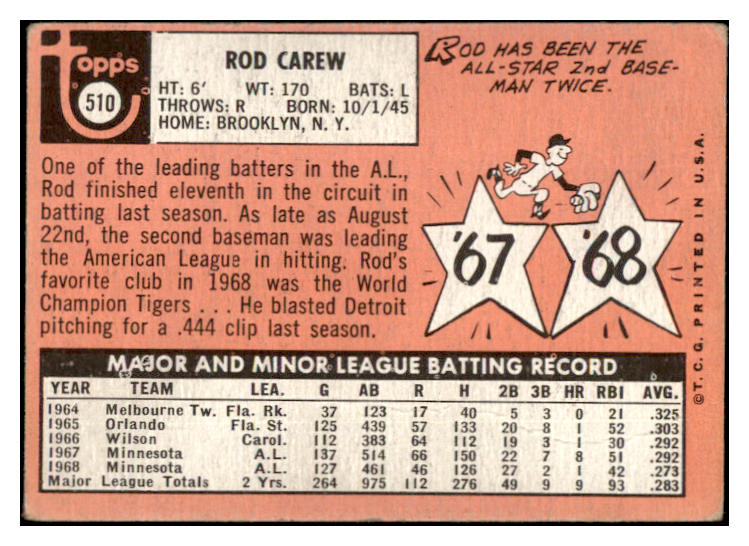 Topps
510
ROD CAREW
HT: 6' WT: 170 BATS: L
THROWS: R BORN: 10/1/45
HOME: BROOKLYN, N. Y.
ROD HAS BEEN THE
ALL-STAR 2nd BASE-
MAN TWICE.
One of the leading batters in the A.L.,
Rod finished eleventh in the circuit in
batting last season. As late as August
22nd, the second baseman was leading
the American League in hitting. Rod's
favorite club in 1968 was the World
Champion Tigers . . . He blasted Detroit
pitching for a .444 clip last season.
'67 '68
MAJOR AND MINOR LEAGUE BATTING RECORD
YEAR TEAM LEA. G AB R H 2B 3B HR RBI AVG.
1964 Melbourne Tw. Fla. Rk. 37 123 17 40 5 3 0 21 .325
1965 Orlando Fla. St. 125 439 57 133 20 8 1 52 .303
1966 Wilson Carol. 112 383 64 112 19 3 1 30 .292
1967 Minnesota A.L. 137 514 66 150 22 7 8 51 .292
1968 Minnesota A.L. 127 461 46 126 27 2 1 42 .273
Major League Totals 2 Yrs. 264 975 112 276 49 9 9 93 .283
© T. C. G. PRINTED IN U.S.A.